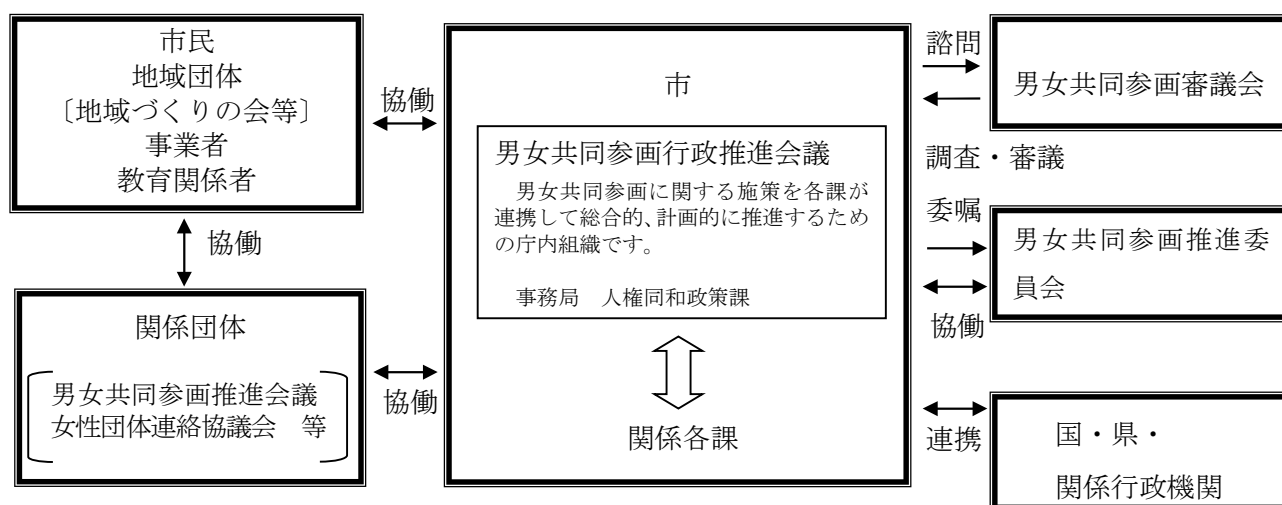 市民
地域団体
〔地域づくりの会等〕
事業者
教育関係者
協働
関係団体
男女共同参画推進会議
女性団体連絡協議会　等
協働
協働
市
男女共同参画行政推進会議
男女共同参画に関する施策を各課が
連携して総合的、計画的に推進するため
の庁内組織です。
事務局　人権同和政策課
関係各課
諮問
男女共同参画審議会
調査・審議
委嘱
男女共同参画推進委
員会
協働
連携
国・県・
関係行政機関